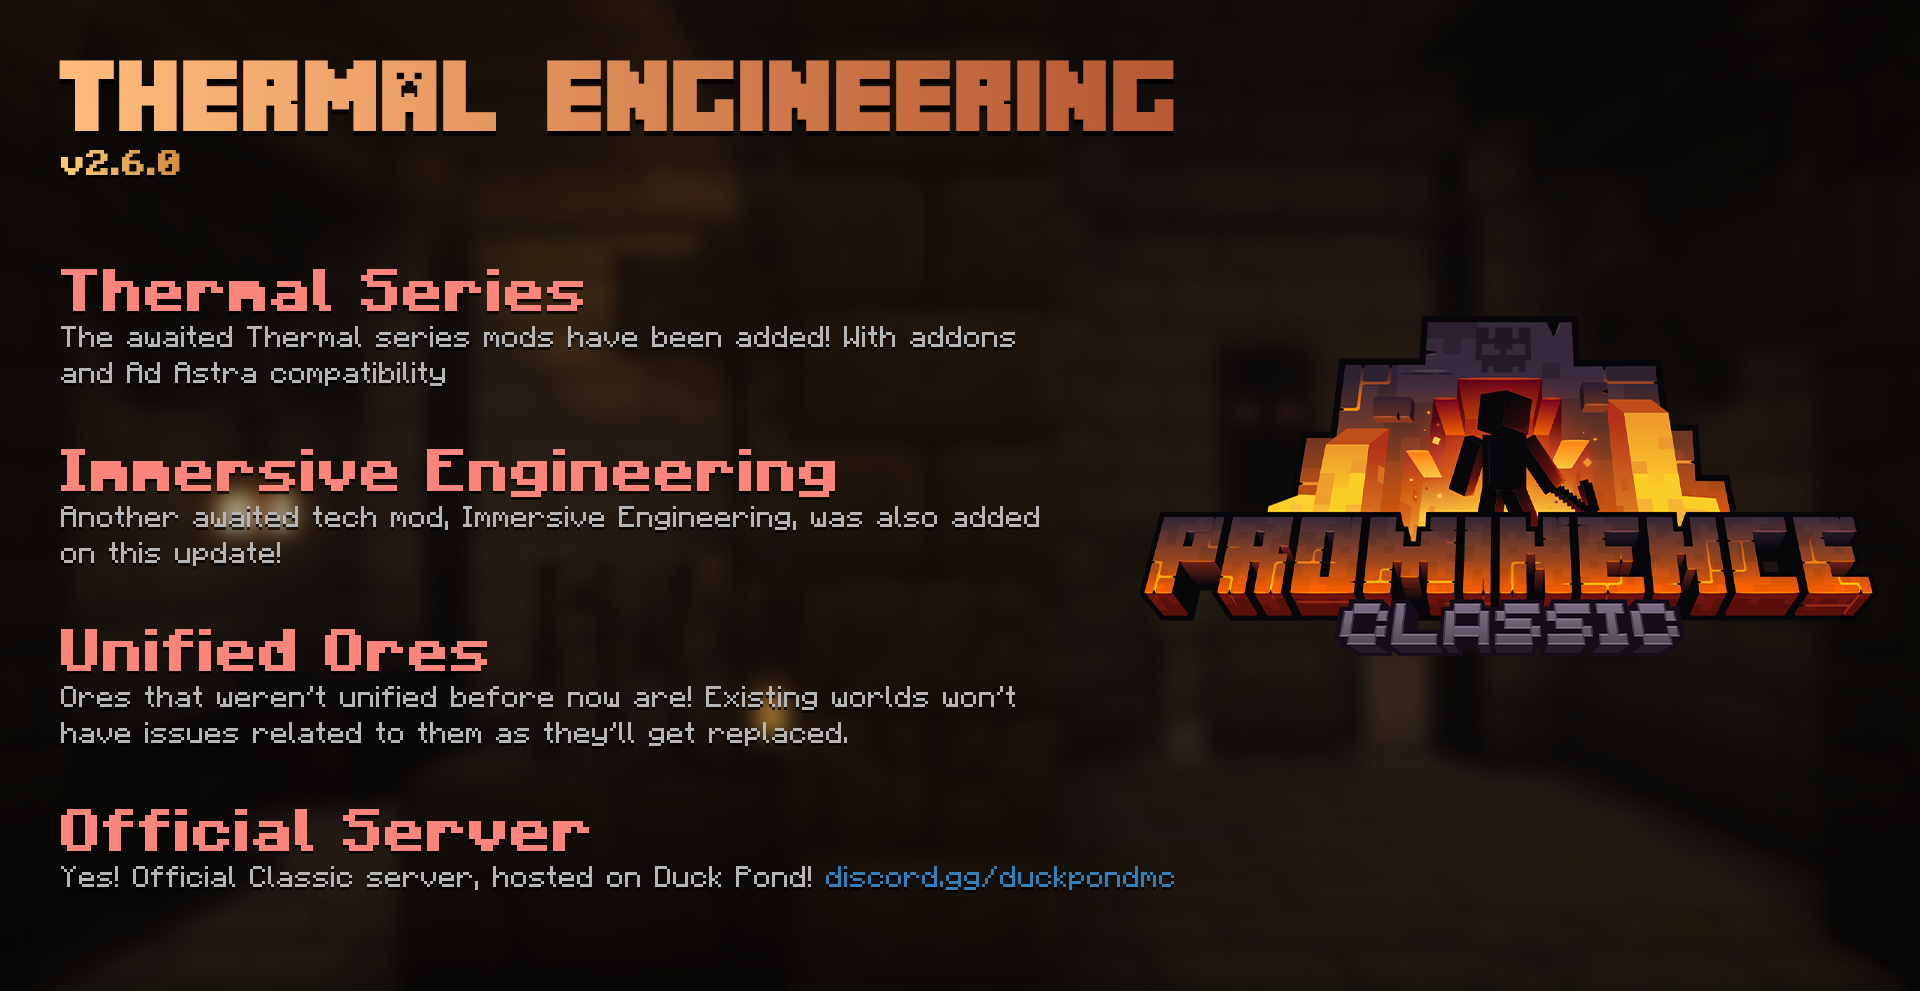 THERMAL ENGINEERING
v2.6.0
Thermal Series
The awaited Thermal series mods have been added! With addons
and Ad Astra compatibility
Immersive Engineering
Another awaited tech mod, Immersive Engineering, was also added
on this update!
Unified Ores
Ores that weren't unified before now are! Existing worlds won't
have issues related to them as they'll get replaced.
Official Server
Yes! Official Classic server, hosted on Duck Pond! discord.gg/duckpondmc
PROMINENCE
CLASSIC